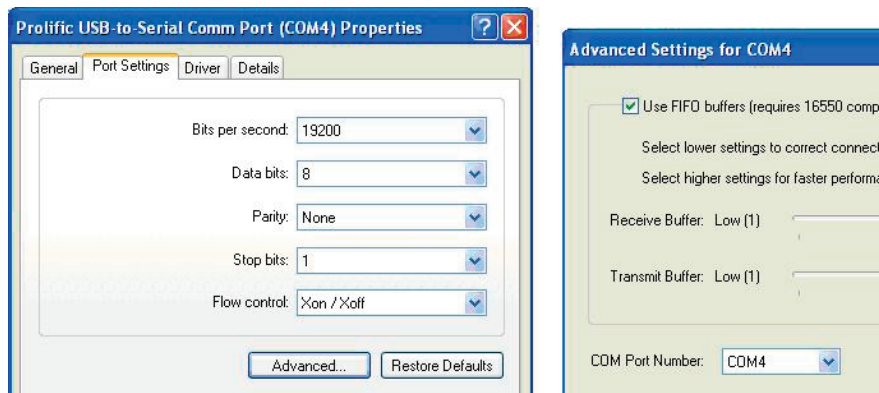 Prolific USB-to-Serial Comm Port (COM4) Properties
General Port Settings Driver Details
Bits per second: 19200
Data bits: 8
Parity: None
Stop bits: 1
Flow control: Xon / Xoff
Advanced... Restore Defaults
Advanced Settings for COM4
Use FIFO buffers (requires 16550 comp
Select lower settings to correct connect
Select higher settings for faster performa
Receive Buffer: Low (1)
Transmit Buffer: Low (1)
COM Port Number: COM4